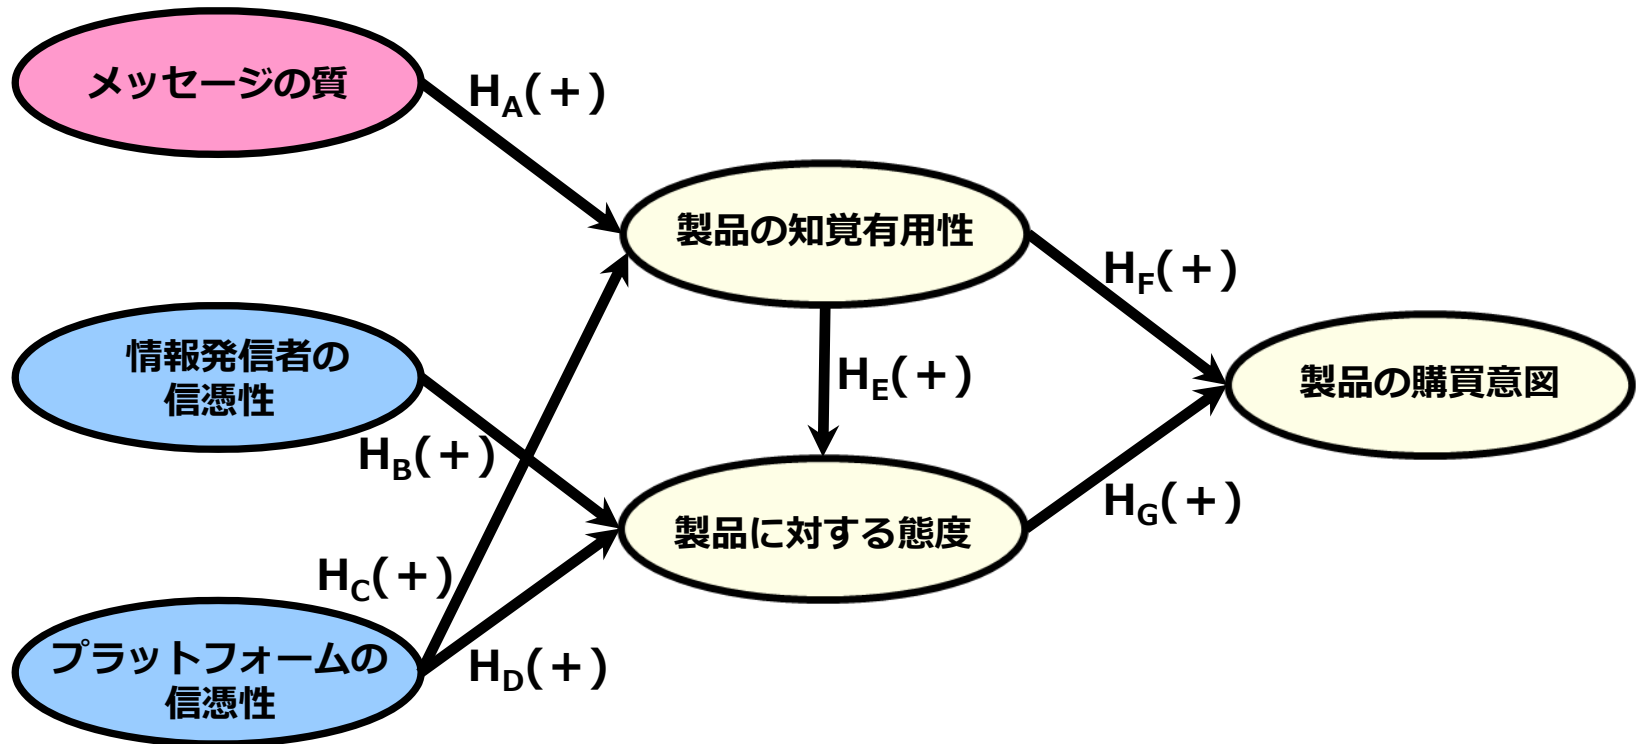 メッセージの質
HA(+)
製品の知覚有用性
HF(+)
情報発信者の
信憑性
HE(+)
製品の購買意図
HB(+)
製品に対する態度
HG(+)
HC(+)
プラットフォームの
信憑性
HD(+)